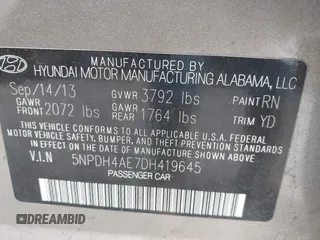 MANUFACTURED BY
HYUNDAI MOTOR MANUFACTURING ALABAMA, LLC
Sep/14/13 GVWR 3792 lbs PAINT RN
GAWR FRONT 2072 lbs GAWR REAR 1764 lbs TRIM YD
THIS VEHICLE CONFORMS TO ALL APPLICABLE U.S. FEDERAL MOTOR VEHICLE SAFETY, BUMPER, AND THEFT PREVENTION STANDARDS IN EFFECT ON THE DATE OF MANUFACTURE SHOWN ABOVE.
V.I.N 5NPDH4AE7DH419645
PASSENGER CAR
DREAMBID